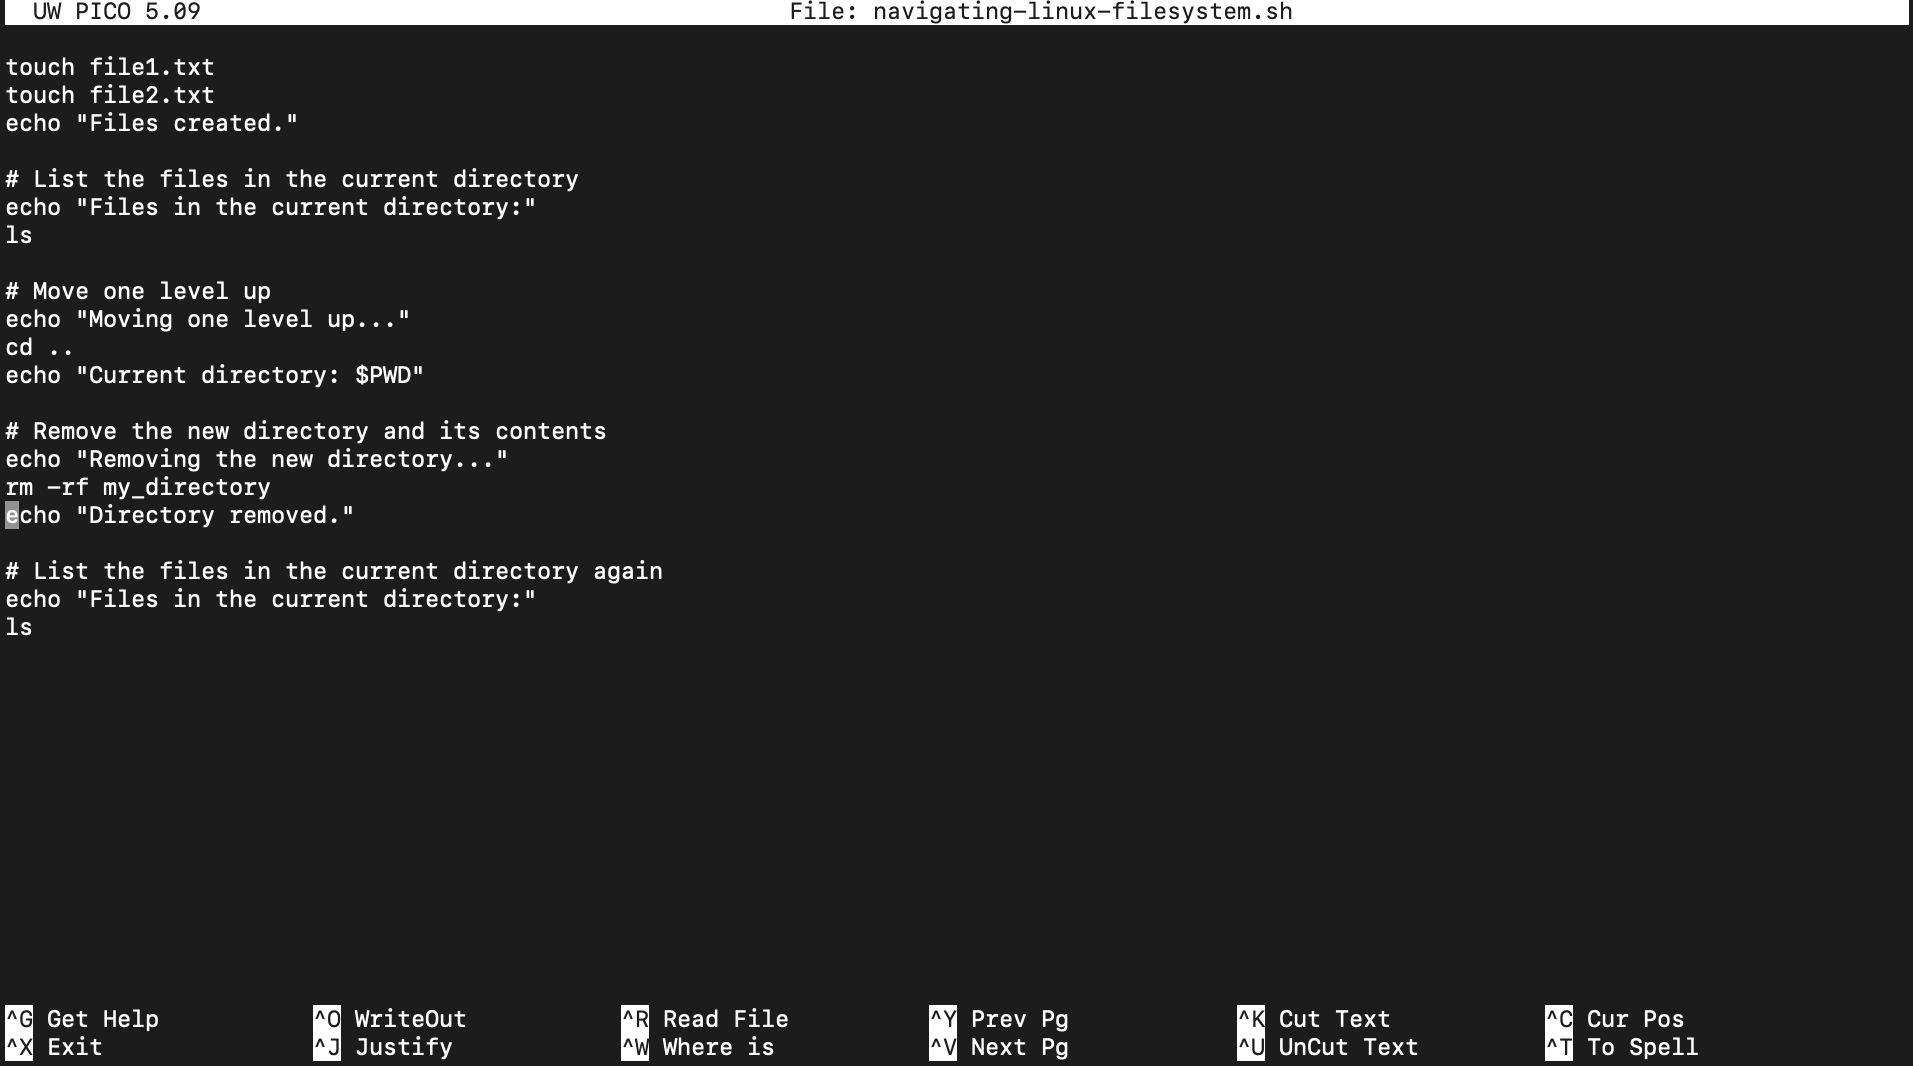 UW PICO 5.09 File: navigating-linux-filesystem.sh
touch file1.txt
touch file2.txt
echo "Files created."
# List the files in the current directory
echo "Files in the current directory:"
ls
# Move one level up
echo "Moving one level up..."
cd ..
echo "Current directory: $PWD"
# Remove the new directory and its contents
echo "Removing the new directory..."
rm -rf my_directory
echo "Directory removed."
# List the files in the current directory again
echo "Files in the current directory:"
ls
^G Get Help ^O WriteOut ^R Read File ^Y Prev Pg ^K Cut Text ^C Cur Pos
^X Exit ^J Justify ^W Where is ^V Next Pg ^U UnCut Text ^T To Spell